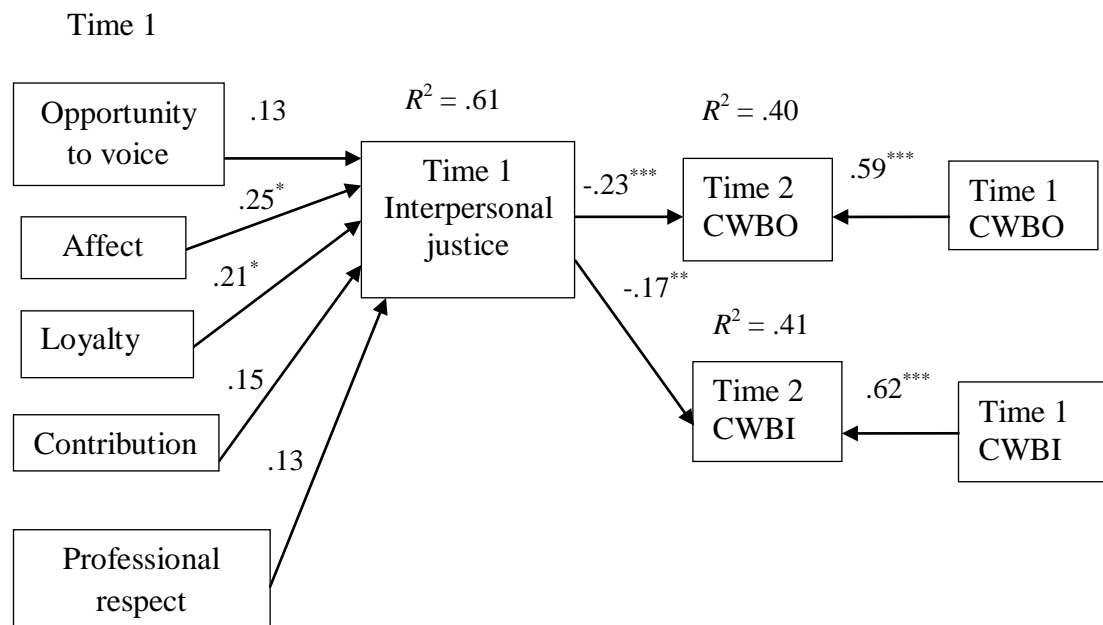 Time 1
Opportunity
to voice
.13
R² = .61
Time 1
Interpersonal
justice
Affect
.25*
Loyalty
.21*
Contribution
.15
Professional
respect
.13
-.23***
R² = .40
Time 2
CWBO
.59***
Time 1
CWBO
-.17**
R² = .41
Time 2
CWBI
.62***
Time 1
CWBI